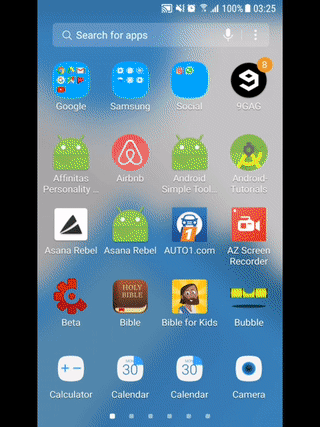 100% 03:25
Search for apps
Google Samsung Social 9GAG
8
Affinitas Airbnb Android Android
Personality... Simple Tool... Tutorials
Asana Rebel Asana Rebel AUTO1.com AZ Screen
Recorder
1
HOLY
BIBLE
Beta Bible Bible for Kids Bubble
30 30
Calculator Calendar Calendar Camera